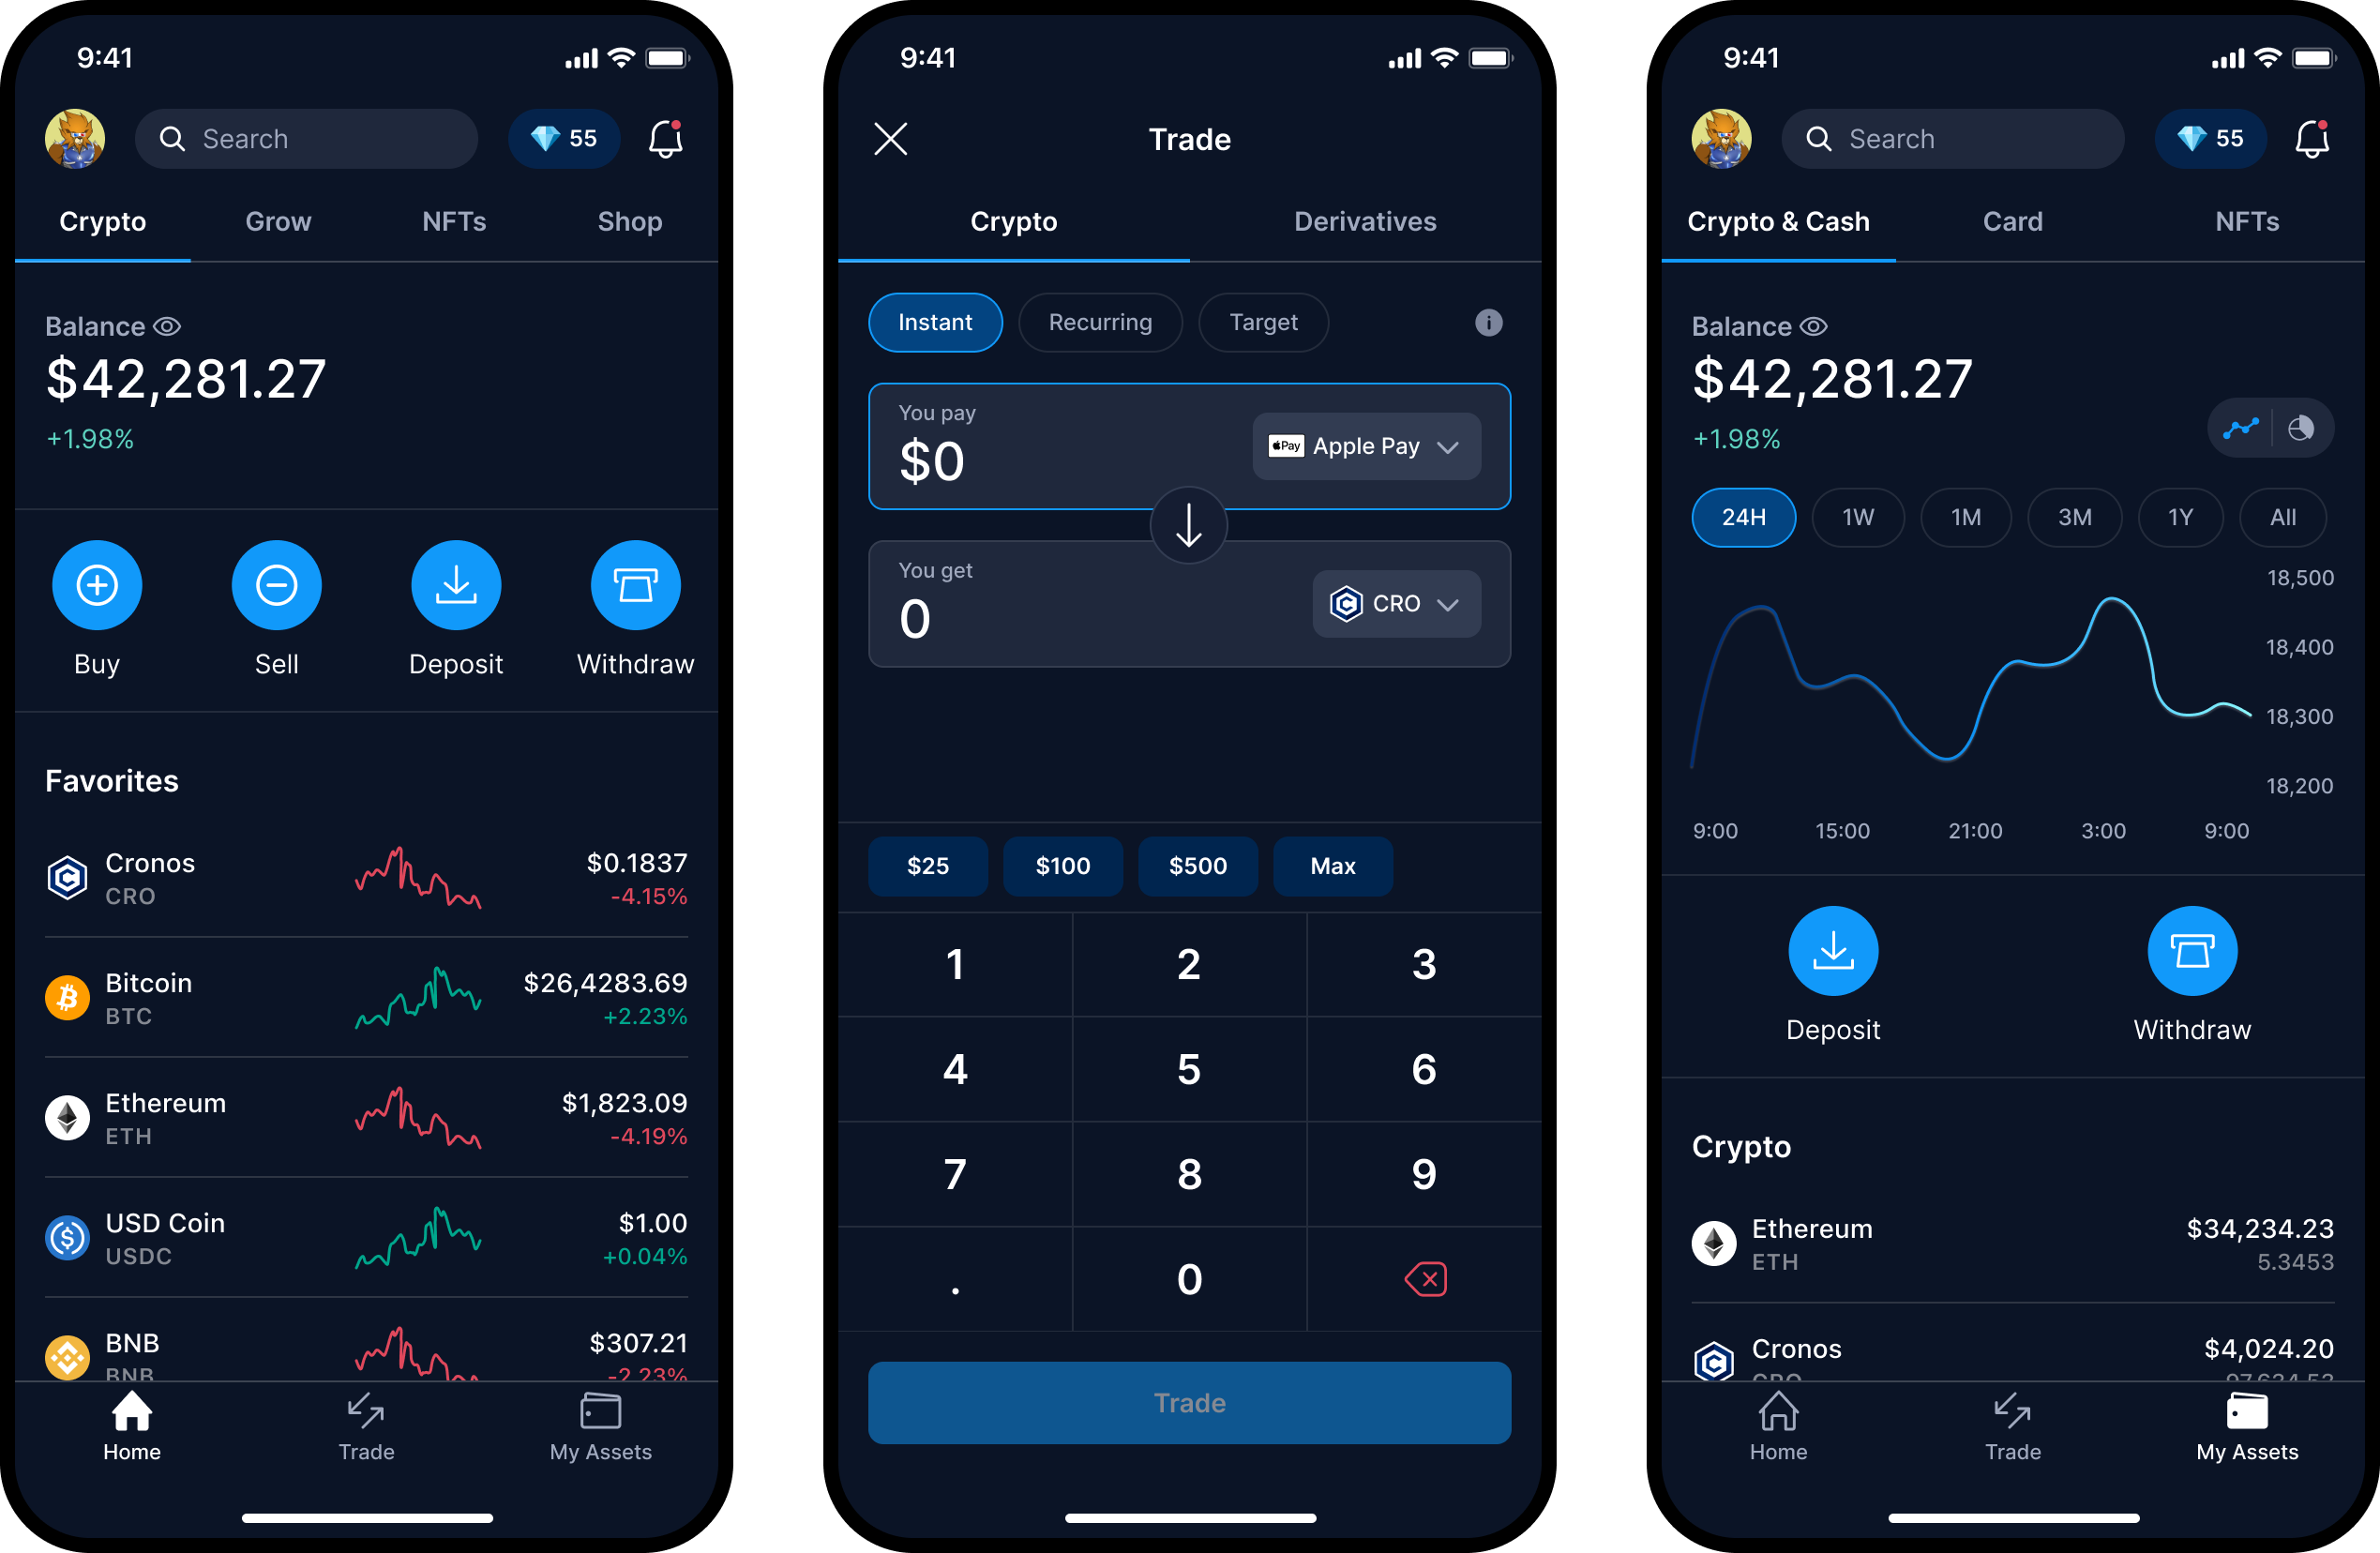 9:41
Search
55
Crypto Grow NFTs Shop
Balance
$42,281.27
+1.98%
Buy Sell Deposit Withdraw
Favorites
Cronos $0.1837
CRO -4.15%
Bitcoin $26,4283.69
BTC +2.23%
Ethereum $1,823.09
ETH -4.19%
USD Coin $1.00
USDC +0.04%
BNB $307.21
BNB -2.23%
Home Trade My Assets
9:41
Trade
Crypto Derivatives
Instant Recurring Target
You pay
$0 Pay Apple Pay
You get
0 CRO
$25 $100 $500 Max
1 2 3
4 5 6
7 8 9
. 0
Trade
9:41
Search
55
Crypto & Cash Card NFTs
Balance
$42,281.27
+1.98%
24H 1W 1M 3M 1Y All
18,500
18,400
18,300
18,200
9:00 15:00 21:00 3:00 9:00
Deposit Withdraw
Crypto
Ethereum $34,234.23
ETH 5.3453
Cronos $4,024.20
CRO
Home Trade My Assets